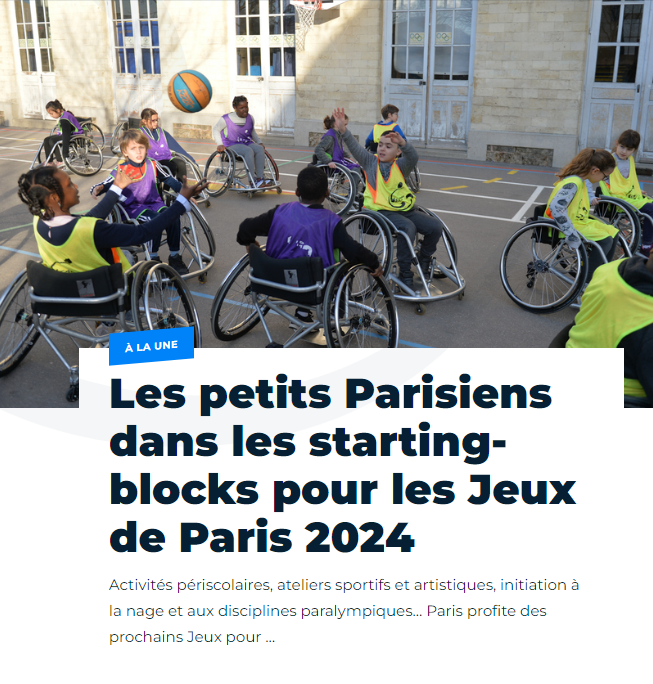 À LA UNE
Les petits Parisiens
dans les starting-
blocks pour les Jeux
de Paris 2024
Activités périscolaires, ateliers sportifs et artistiques, initiation à
la nage et aux disciplines paralympiques... Paris profite des
prochains Jeux pour ...